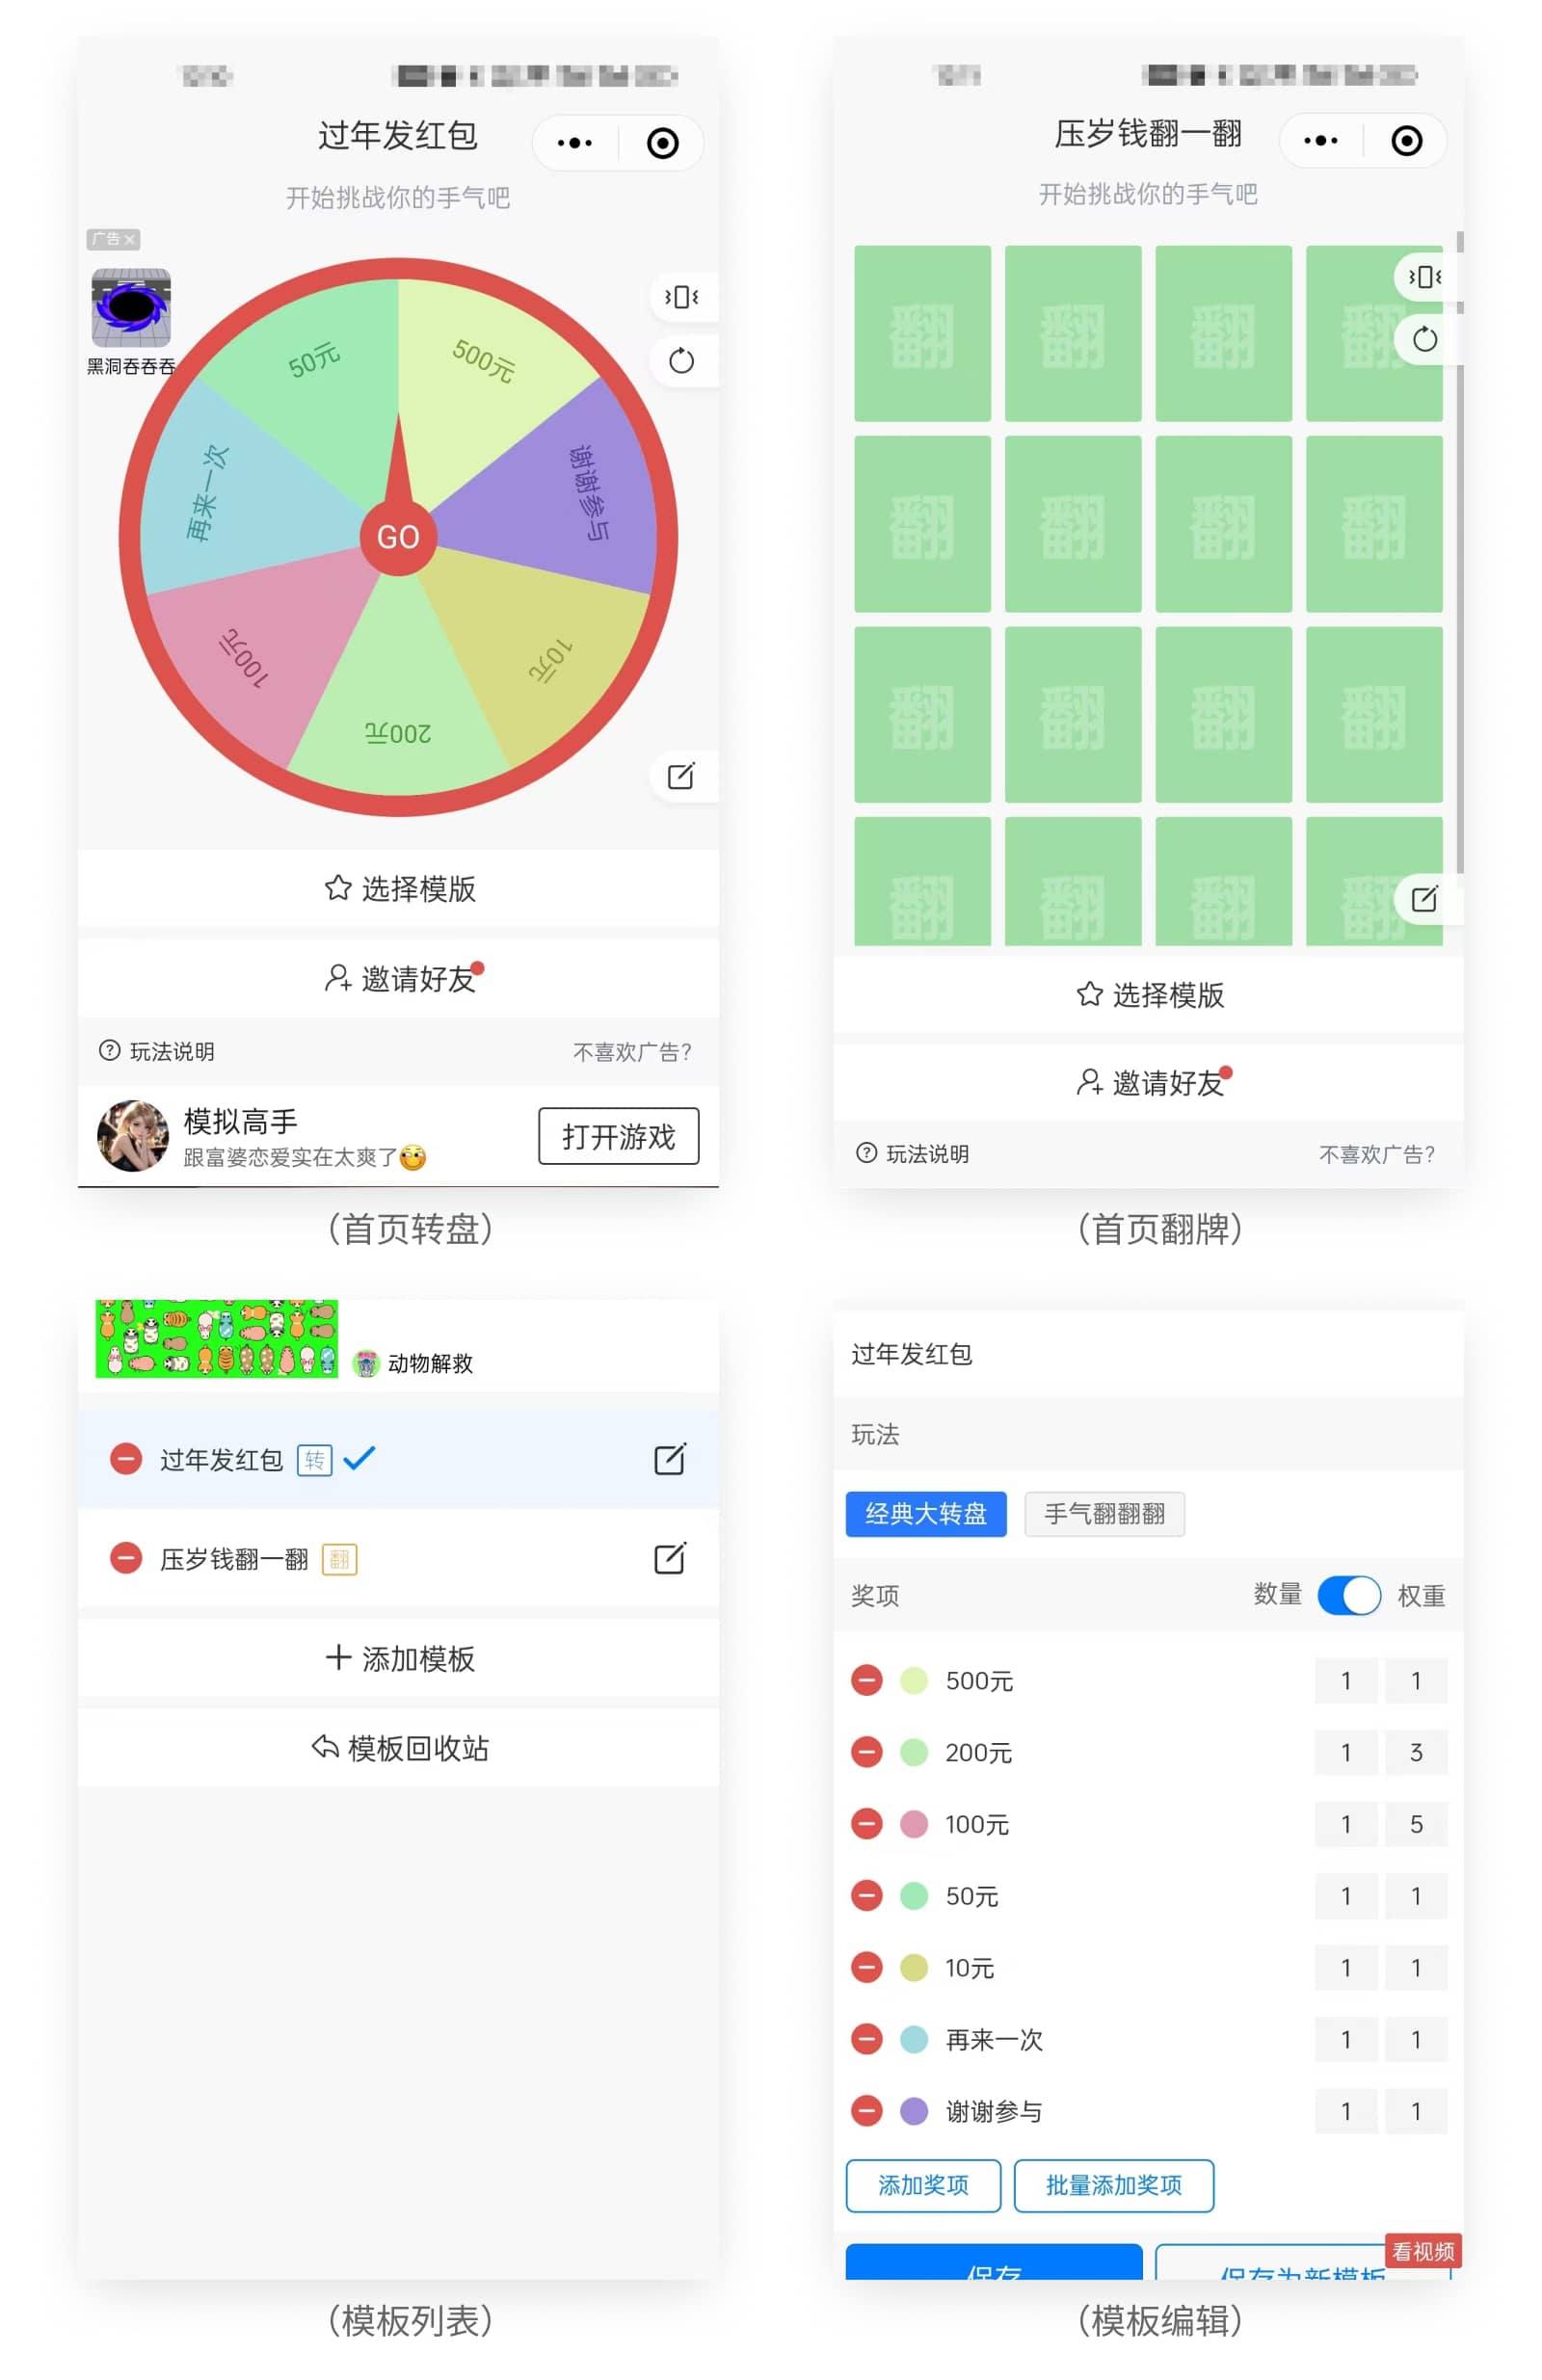 过年发红包
开始挑战你的手气吧
广告×
黑洞吞吞吞
50元
500元
再来一次
谢谢参与
GO
100元
10元
200元
选择模版
邀请好友
玩法说明
不喜欢广告?
模拟高手
跟富婆恋爱实在太爽了
打开游戏
(首页转盘)
压岁钱翻一翻
开始挑战你的手气吧
翻 翻 翻 翻
翻 翻 翻 翻
翻 翻 翻 翻
翻 翻 翻 翻
选择模版
邀请好友
玩法说明
不喜欢广告?
(首页翻牌)
动物解救
过年发红包 转
压岁钱翻一翻 翻
添加模板
模板回收站
(模板列表)
过年发红包
玩法
经典大转盘 手气翻翻翻
奖项 数量 权重
500元 1 1
200元 1 3
100元 1 5
50元 1 1
10元 1 1
再来一次 1 1
谢谢参与 1 1
添加奖项 批量添加奖项
看视频
保存 保存为新模板
(模板编辑)